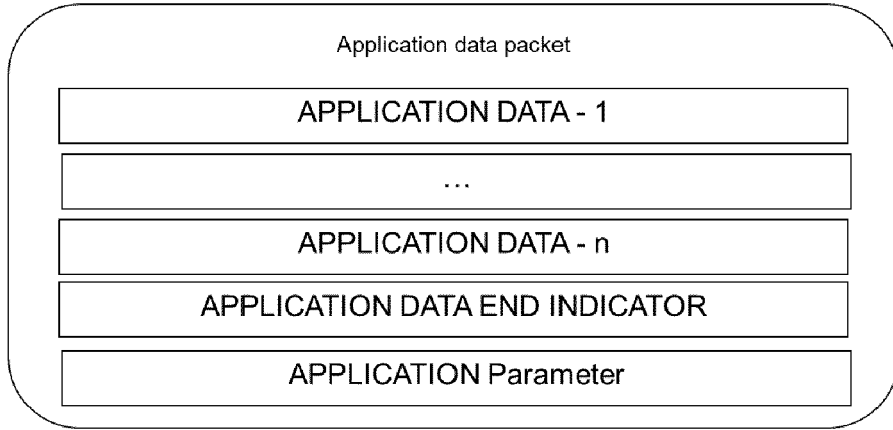 Application data packet
APPLICATION DATA - 1
...
APPLICATION DATA - n
APPLICATION DATA END INDICATOR
APPLICATION Parameter